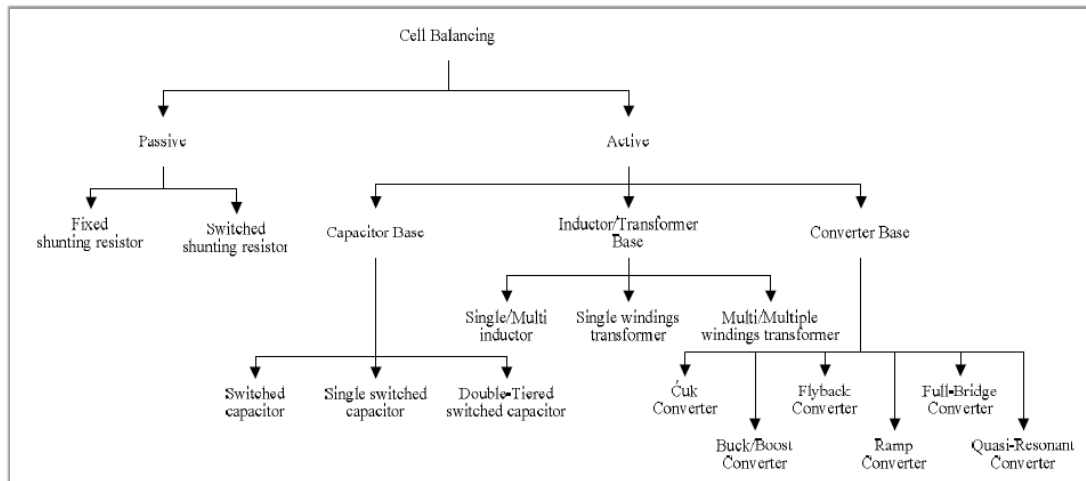 Cell Balancing
Passive
Active
Fixed
shunting resistor
Switched
shunting resistor
Capacitor Base
Inductor/Transformer
Base
Converter Base
Single/Multi
inductor
Single windings
transformer
Multi/Multiple
windings transformer
Switched
capacitor
Single switched
capacitor
Double-Tiered
switched capacitor
Ćuk
Converter
Flyback
Converter
Full-Bridge
Converter
Buck/Boost
Converter
Ramp
Converter
Quasi-Resonant
Converter